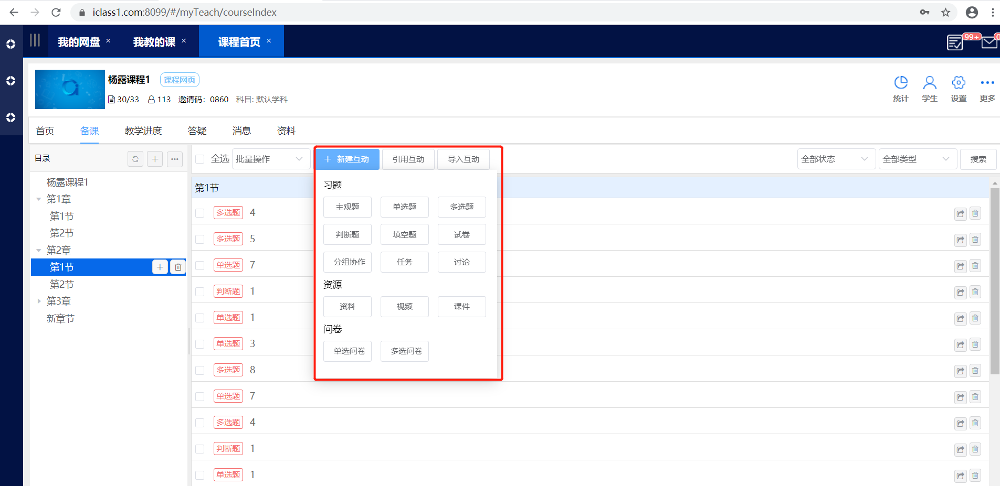 iclass1.com:8099/#/myTeach/courseIndex
我的网盘 × 我教的课 × 课程首页 ×
99+ 0
杨露课程1 课程网页
30/33 113 邀请码：0860 科目: 默认学科
统计 学生 设置 更多
首页 备课 教学进度 答疑 消息 资料
目录
全选 批量操作 + 新建互动 引用互动 导入互动 全部状态 全部类型 搜索
杨露课程1
第1章
第1节
第2节
第2章
第1节
第2节
第3章
新章节
习题
主观题 单选题 多选题
判断题 填空题 试卷
分组协作 任务 讨论
资源
资料 视频 课件
问卷
单选问卷 多选问卷
第1节
多选题 4
多选题 5
单选题 7
判断题 1
单选题 1
单选题 3
多选题 8
单选题 7
多选题 4
判断题 1
单选题 1